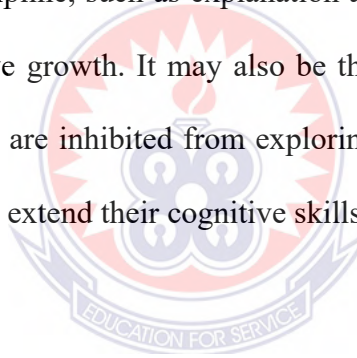 pline, such as explanation a
e growth. It may also be th
are inhibited from explorin
extend their cognitive skills
EDUCATION FOR SERVICE